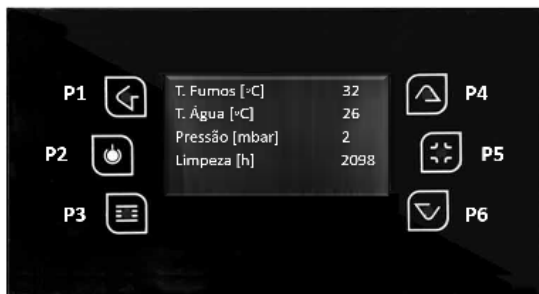 P1
P2
P3
T. Fumos [ºC] 32
T. Água [ºC] 26
Pressão [mbar] 2
Limpeza [h] 2098
P4
P5
P6